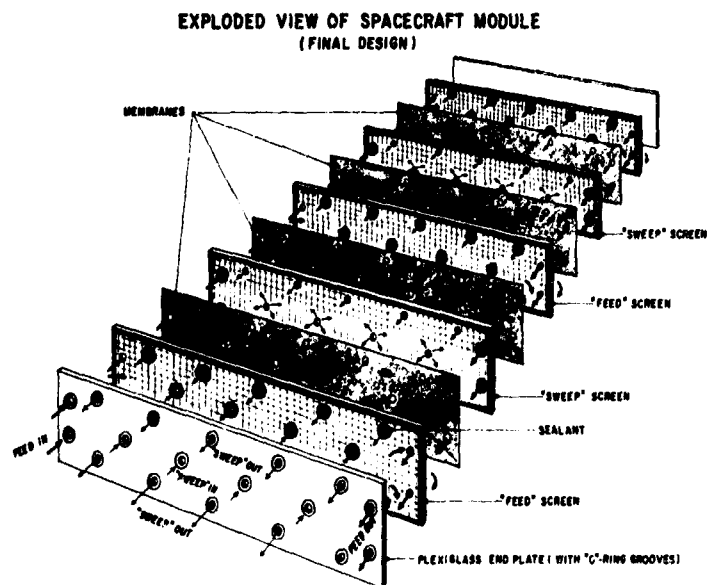 EXPLODED VIEW OF SPACECRAFT MODULE
(FINAL DESIGN)
MEMBRANES
"SWEEP" SCREEN
"FEED" SCREEN
"SWEEP" SCREEN
SEALANT
FEED IN
"SWEEP" OUT
"SWEEP" IN
"SWEEP" OUT
FEED OUT
"FEED" SCREEN
PLEXIGLASS END PLATE (WITH "O"-RING GROOVES)